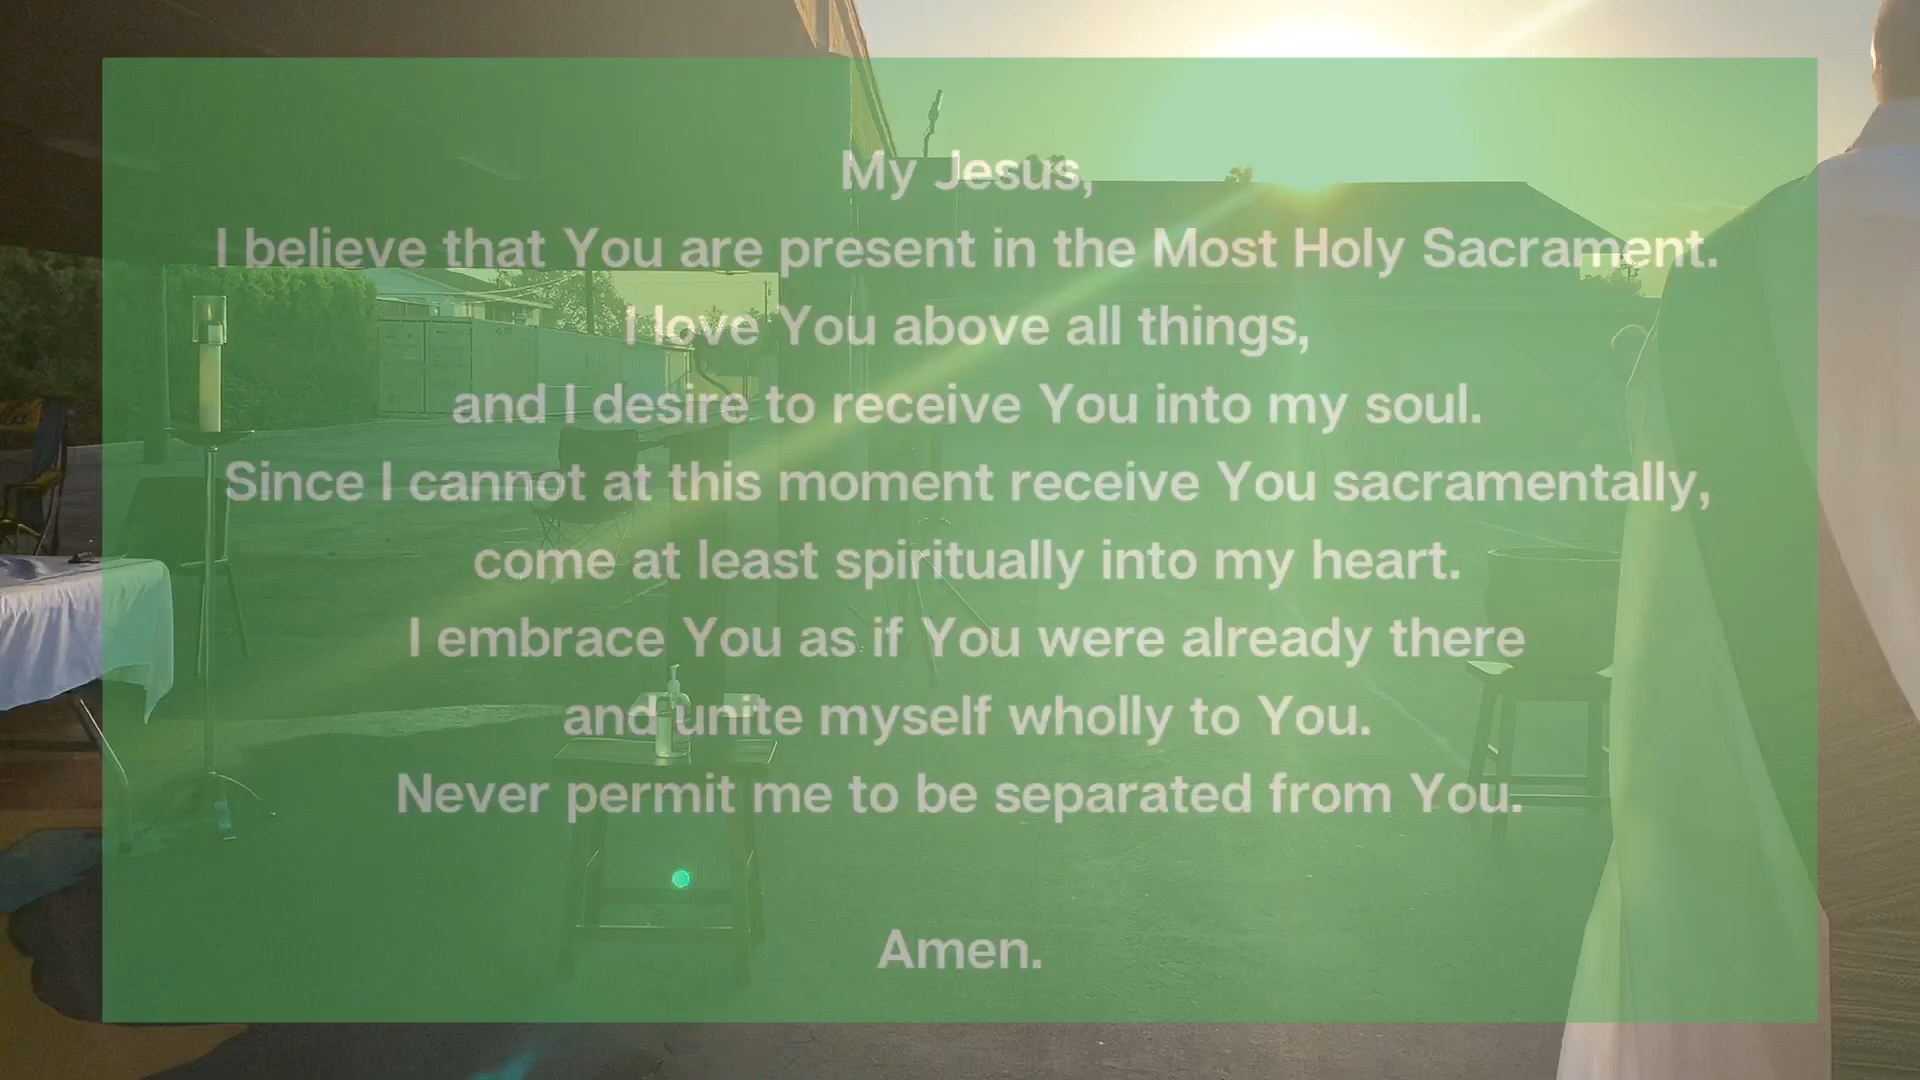 My Jesus,
I believe that You are present in the Most Holy Sacrament.
I love You above all things,
and I desire to receive You into my soul.
Since I cannot at this moment receive You sacramentally,
come at least spiritually into my heart.
I embrace You as if You were already there
and unite myself wholly to You.
Never permit me to be separated from You.
Amen.